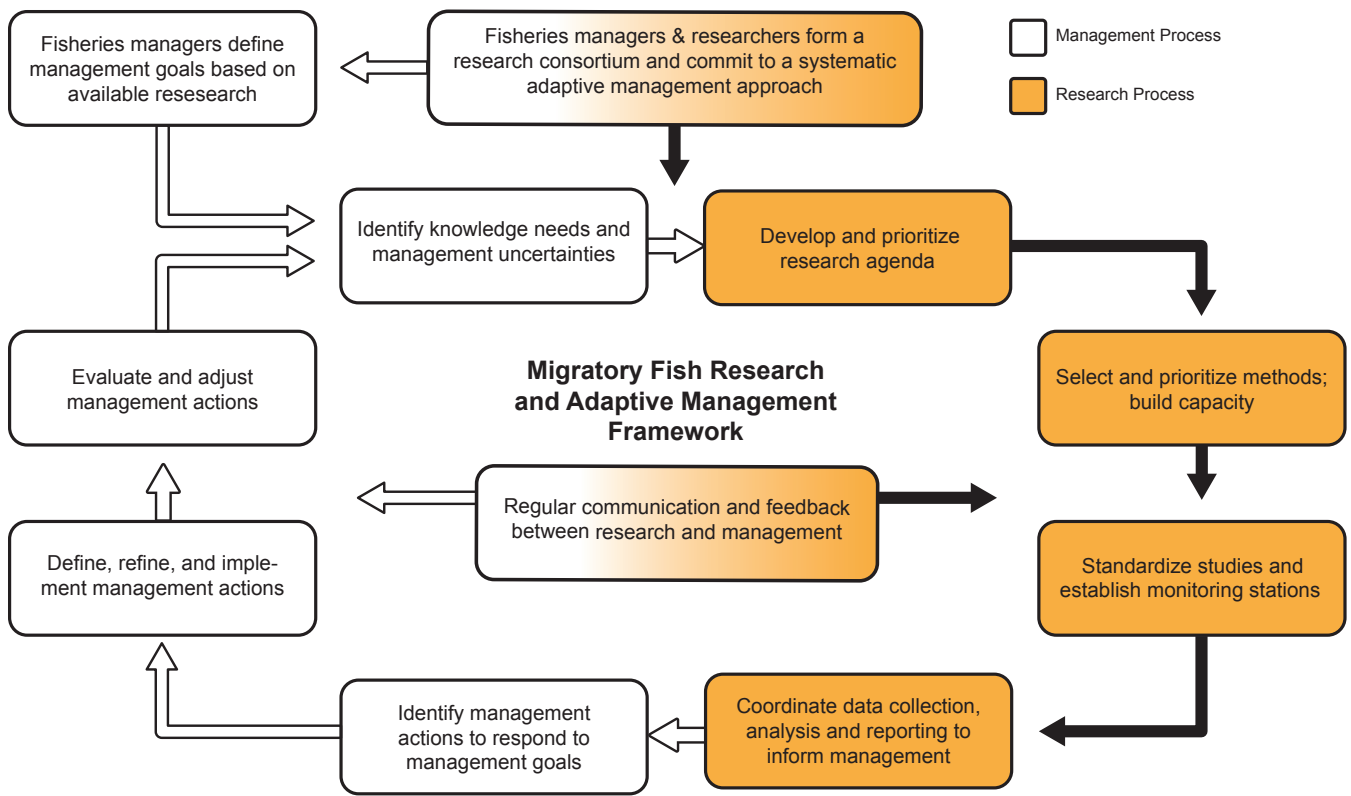 Fisheries managers define
management goals based on
available resesearch
Fisheries managers & researchers form a
research consortium and commit to a systematic
adaptive management approach
Management Process
Research Process
Identify knowledge needs and
management uncertainties
Develop and prioritize
research agenda
Evaluate and adjust
management actions
Migratory Fish Research
and Adaptive Management
Framework
Select and prioritize methods;
build capacity
Regular communication and feedback
between research and management
Define, refine, and imple-
ment management actions
Standardize studies and
establish monitoring stations
Identify management
actions to respond to
management goals
Coordinate data collection,
analysis and reporting to
inform management